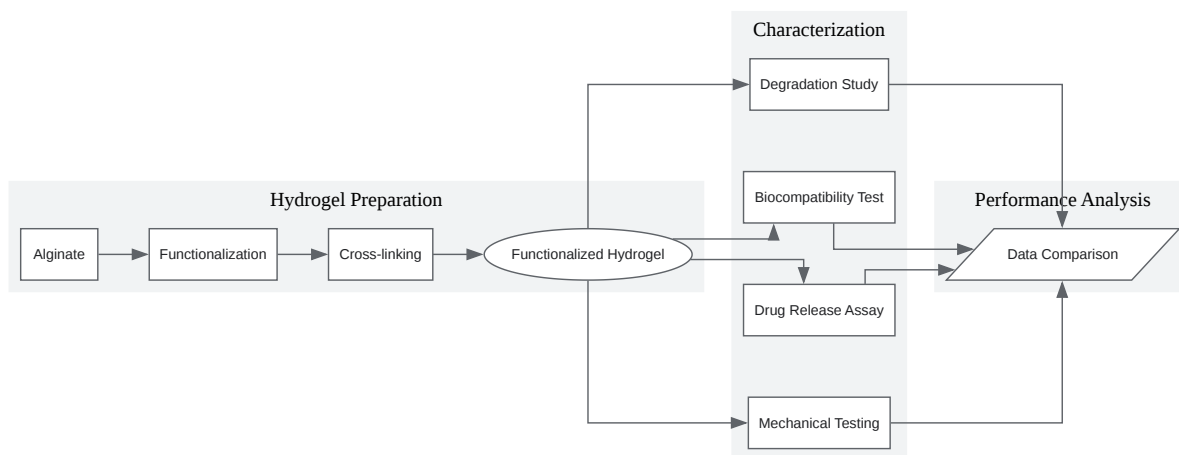 Characterization
Degradation Study
Hydrogel Preparation
Biocompatibility Test
Performance Analysis
Alginate
Functionalization
Cross-linking
Functionalized Hydrogel
Data Comparison
Drug Release Assay
Mechanical Testing